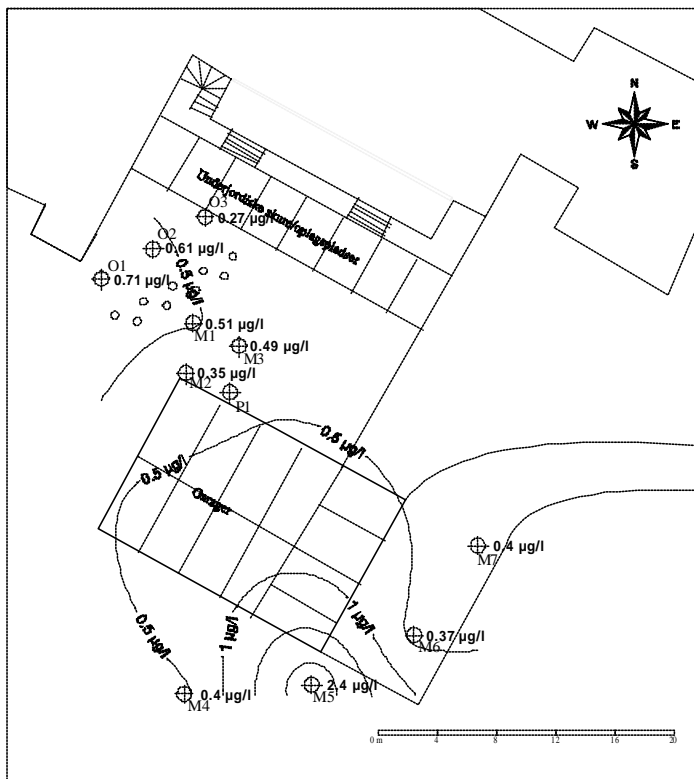 N
W E
S
Underjordiske skunr/oplagspladser
O3
0.27 µg/l
O2
0.61 µg/l
O1
0.71 µg/l
0.5 µg/l
0.51 µg/l
M1
0.49 µg/l
M3
0.35 µg/l
M2
P1
0.5 µg/l
0.5 µg/l
Garager
0.4 µg/l
M7
0.5 µg/l
1 µg/l
1 µg/l
0.37 µg/l
M6
0.4 µg/l
M4
2.4 µg/l
M5
0 m 4 8 12 16 20